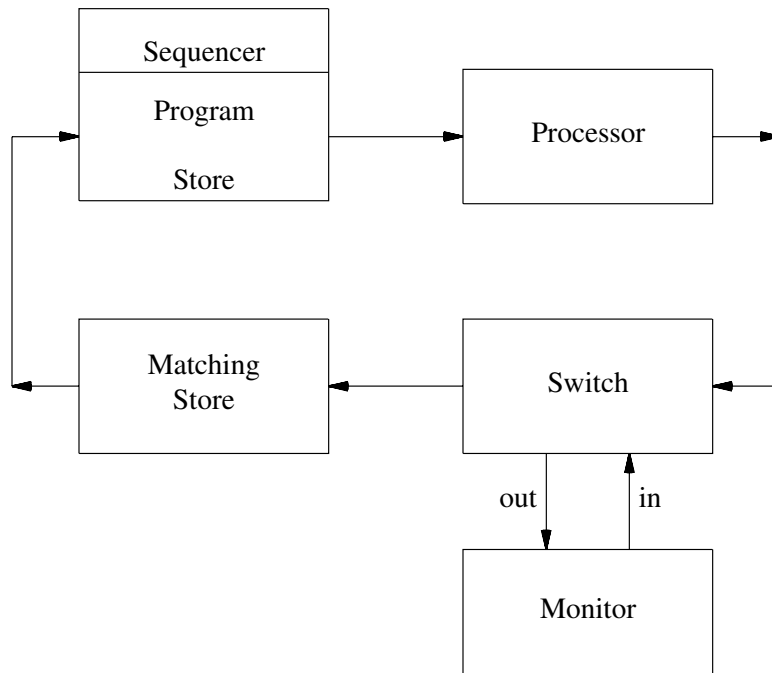 Sequencer
Program
Store
Processor
Matching
Store
Switch
out
in
Monitor